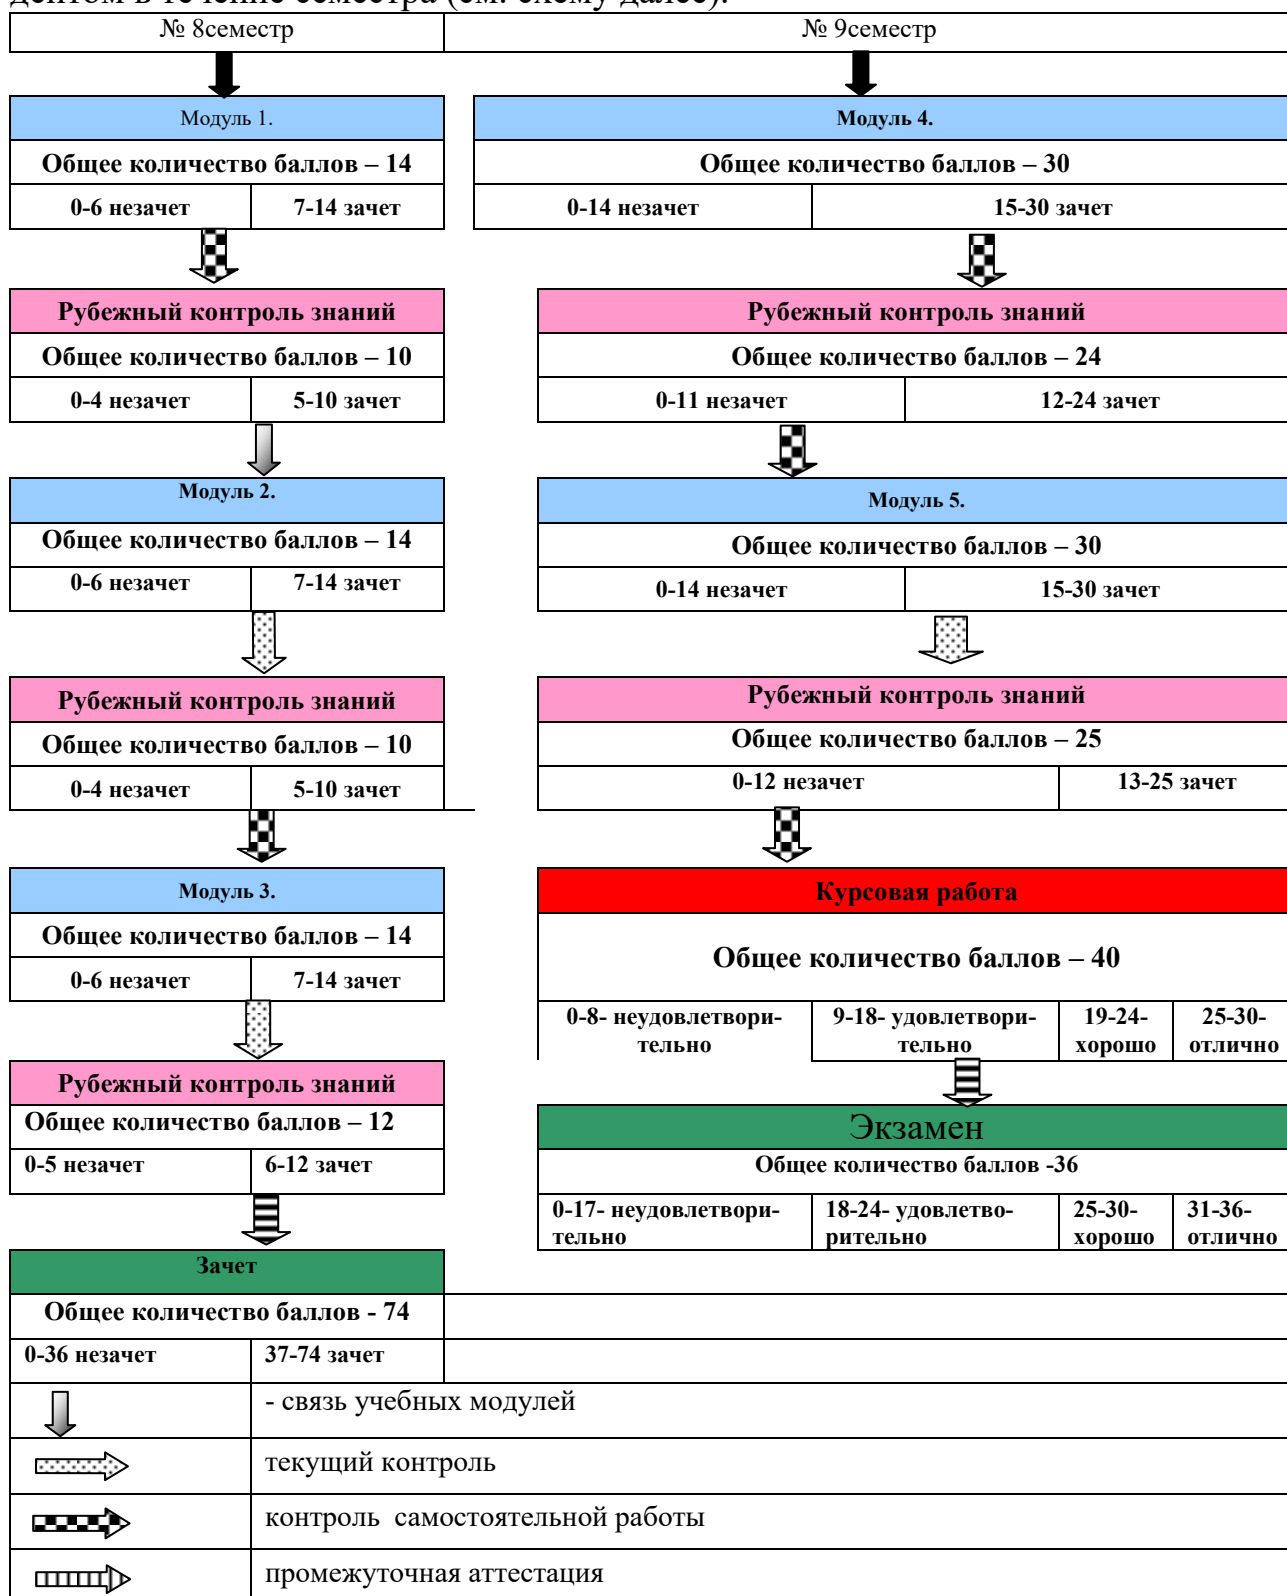 дентом в течение семестра (см. схему далее).
№ 8семестр
№ 9семестр
Модуль 1.
Общее количество баллов – 14
0-6 незачет
7-14 зачет
Рубежный контроль знаний
Общее количество баллов – 10
0-4 незачет
5-10 зачет
Модуль 2.
Общее количество баллов – 14
0-6 незачет
7-14 зачет
Рубежный контроль знаний
Общее количество баллов – 10
0-4 незачет
5-10 зачет
Модуль 3.
Общее количество баллов – 14
0-6 незачет
7-14 зачет
Рубежный контроль знаний
Общее количество баллов – 12
0-5 незачет
6-12 зачет
Зачет
Общее количество баллов - 74
0-36 незачет
37-74 зачет
Модуль 4.
Общее количество баллов – 30
0-14 незачет
15-30 зачет
Рубежный контроль знаний
Общее количество баллов – 24
0-11 незачет
12-24 зачет
Модуль 5.
Общее количество баллов – 30
0-14 незачет
15-30 зачет
Рубежный контроль знаний
Общее количество баллов – 25
0-12 незачет
13-25 зачет
Курсовая работа
Общее количество баллов – 40
0-8- неудовлетвори-
тельно
9-18- удовлетвори-
тельно
19-24-
хорошо
25-30-
отлично
Экзамен
Общее количество баллов -36
0-17- неудовлетвори-
тельно
18-24- удовлетво-
рительно
25-30-
хорошо
31-36-
отлично
- связь учебных модулей
текущий контроль
контроль самостоятельной работы
промежуточная аттестация